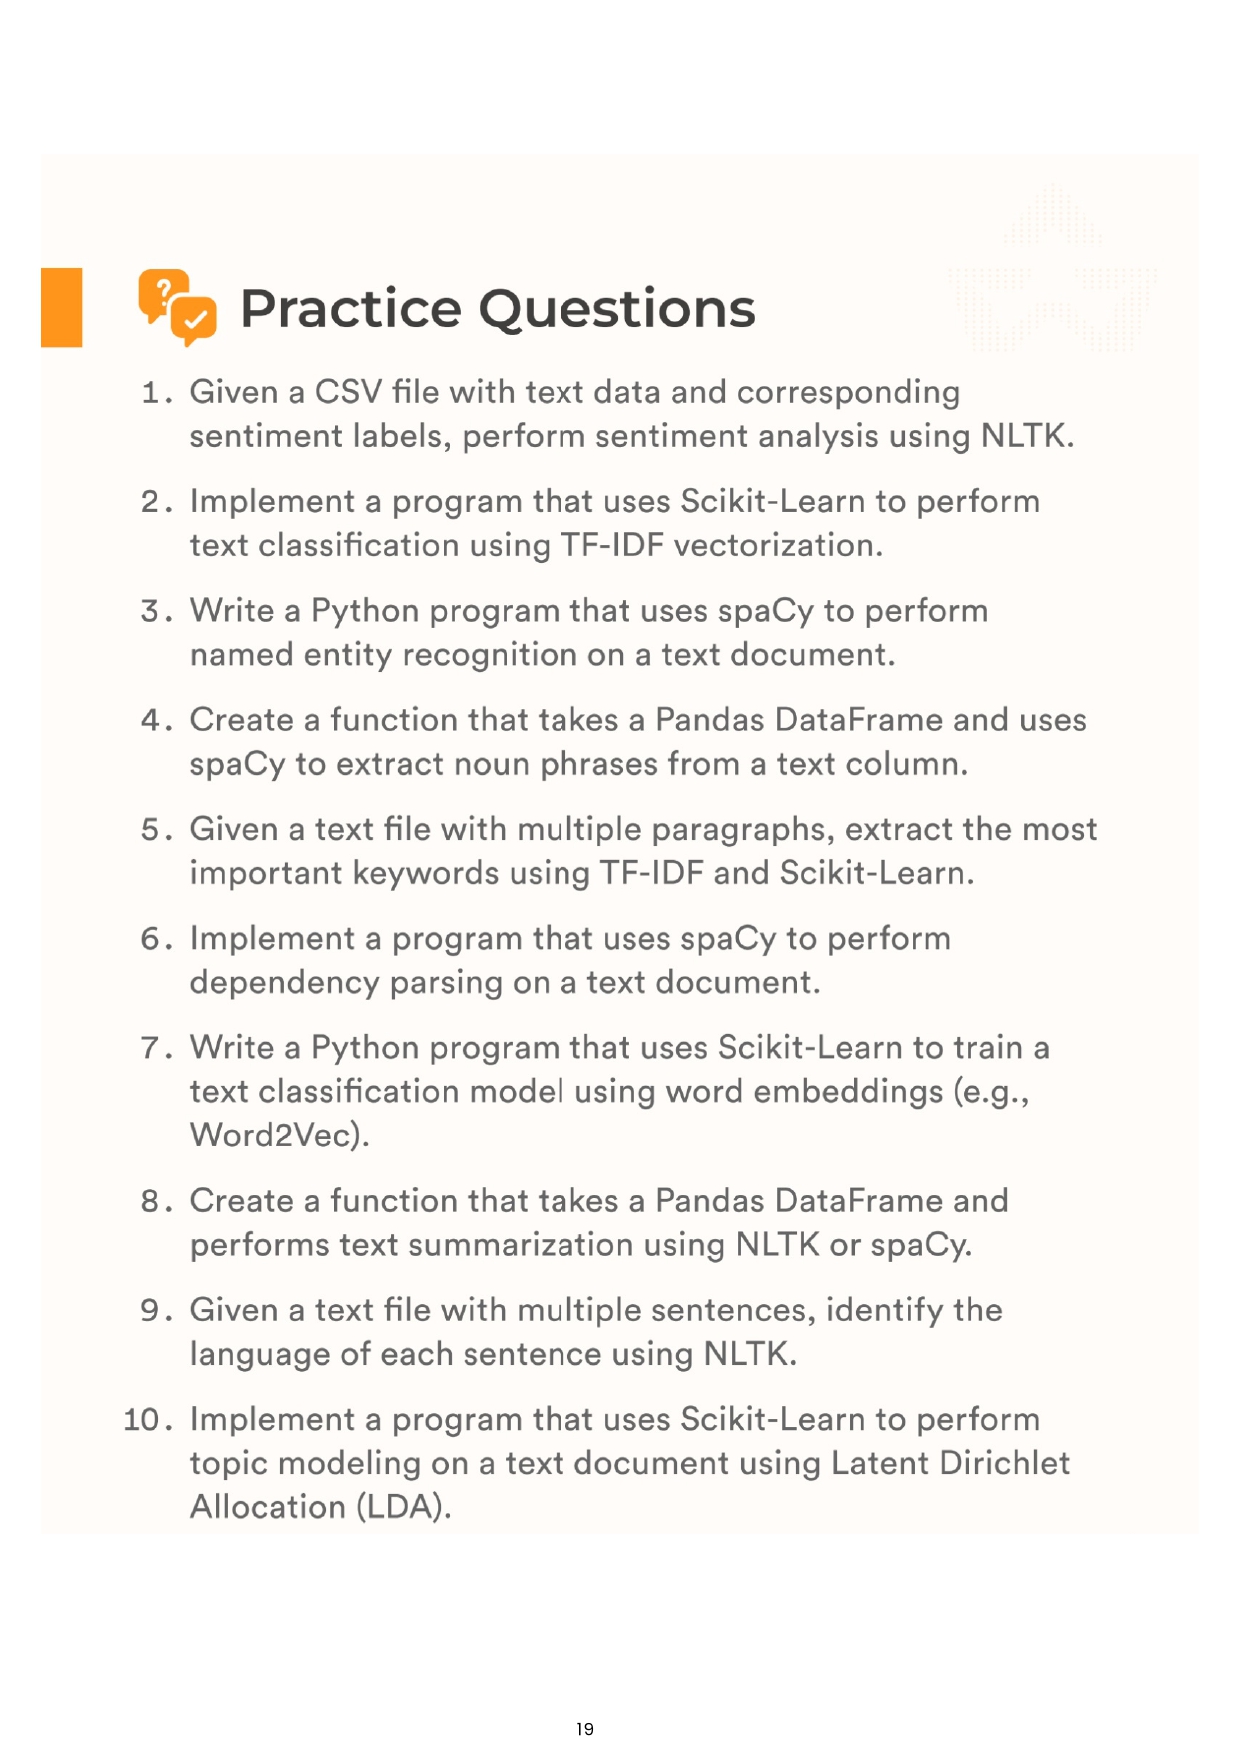 Practice Questions
1. Given a CSV file with text data and corresponding
sentiment labels, perform sentiment analysis using NLTK.
2. Implement a program that uses Scikit-Learn to perform
text classification using TF-IDF vectorization.
3. Write a Python program that uses spaCy to perform
named entity recognition on a text document.
4. Create a function that takes a Pandas DataFrame and uses
spaCy to extract noun phrases from a text column.
5. Given a text file with multiple paragraphs, extract the most
important keywords using TF-IDF and Scikit-Learn.
6. Implement a program that uses spaCy to perform
dependency parsing on a text document.
7. Write a Python program that uses Scikit-Learn to train a
text classification model using word embeddings (e.g.,
Word2Vec).
8. Create a function that takes a Pandas DataFrame and
performs text summarization using NLTK or spaCy.
9. Given a text file with multiple sentences, identify the
language of each sentence using NLTK.
10. Implement a program that uses Scikit-Learn to perform
topic modeling on a text document using Latent Dirichlet
Allocation (LDA).
19